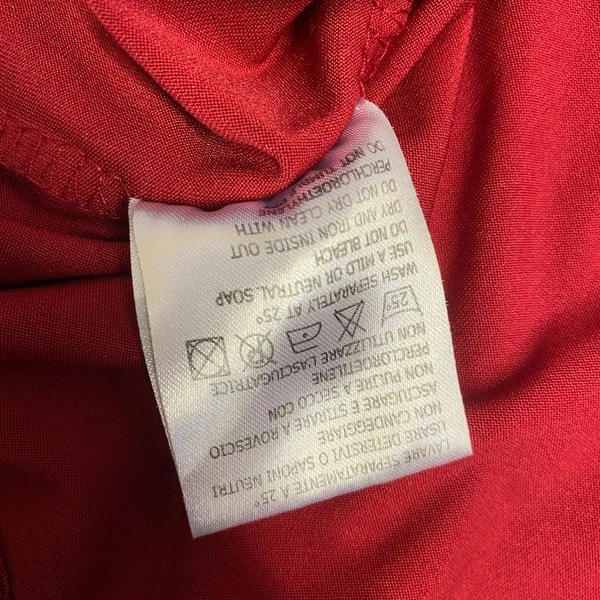 LAVARE SEPARATAMENTE A 25°
USARE DETERSIVI O SAPONI NEUTRI
NON CANDEGGIARE
ASCIUGARE E STIRARE A ROVESCIO
NON PULIRE A SECCO CON
PERCLOROETILENE
NON UTILIZZARE L'ASCIUGATRICE
25°
WASH SEPARATELY AT 25°
USE A MILD OR NEUTRAL SOAP
DO NOT BLEACH
DRY AND IRON INSIDE OUT
DO NOT DRY CLEAN WITH
PERCHLOROETHYLENE
DO NOT